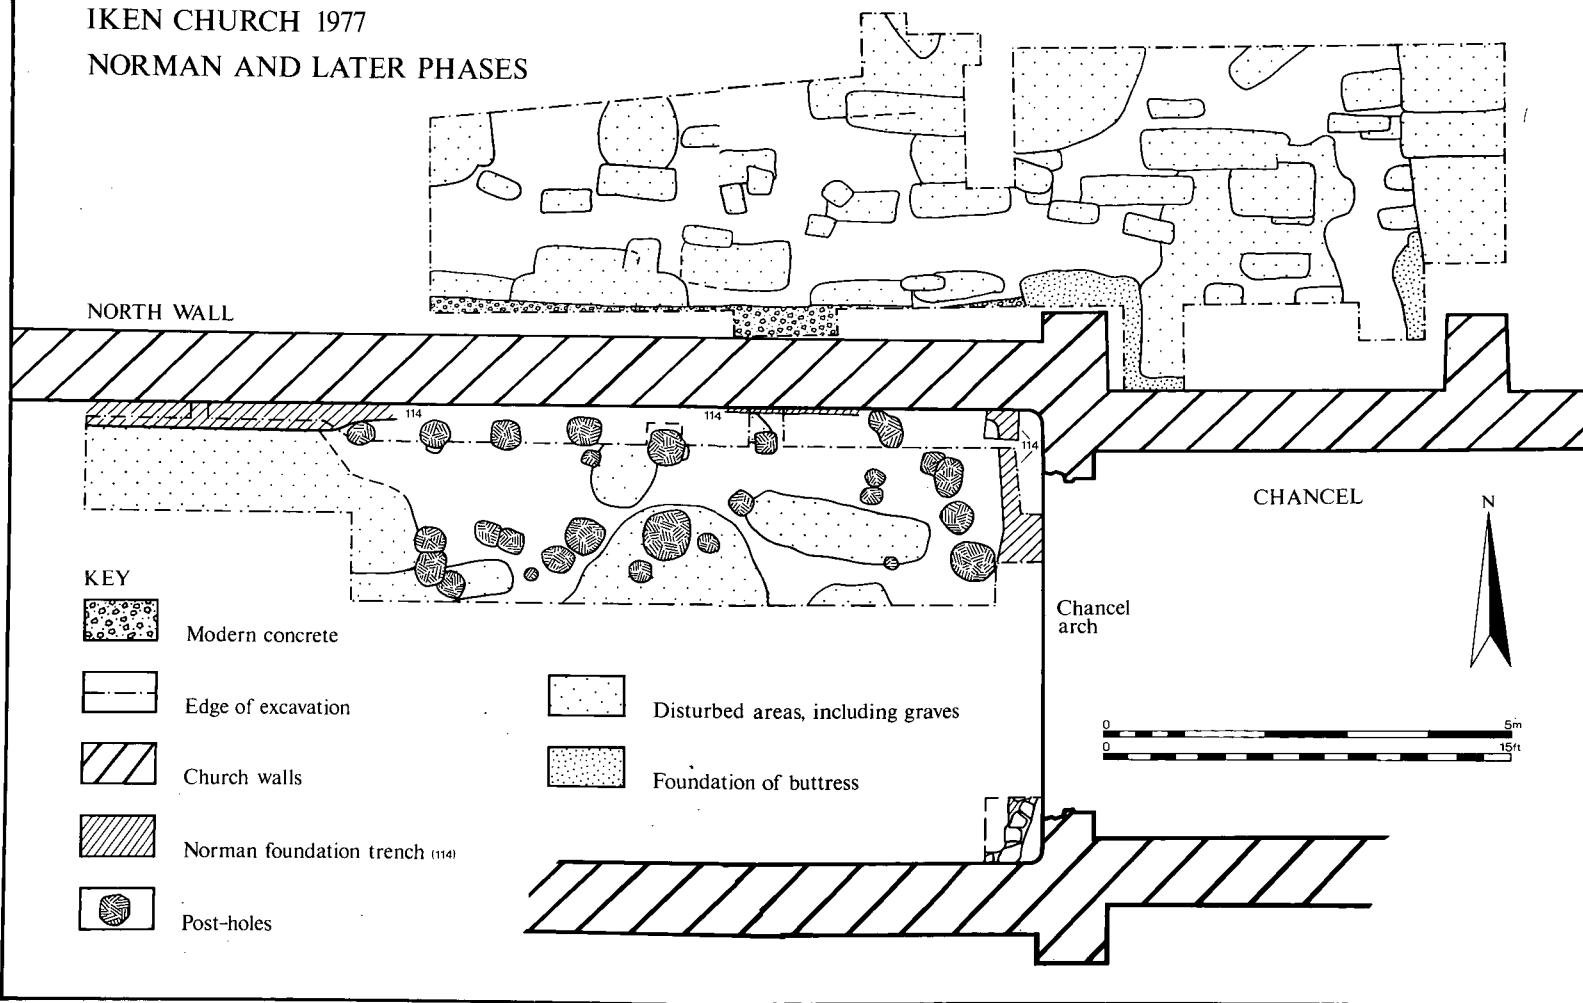 IKEN CHURCH 1977
NORMAN AND LATER PHASES
NORTH WALL
114
114
114
CHANCEL
N
KEY
Chancel
arch
Modern concrete
Edge of excavation
Disturbed areas, including graves
0 5m
0 15ft
Church walls
Foundation of buttress
Norman foundation trench (114)
Post-holes